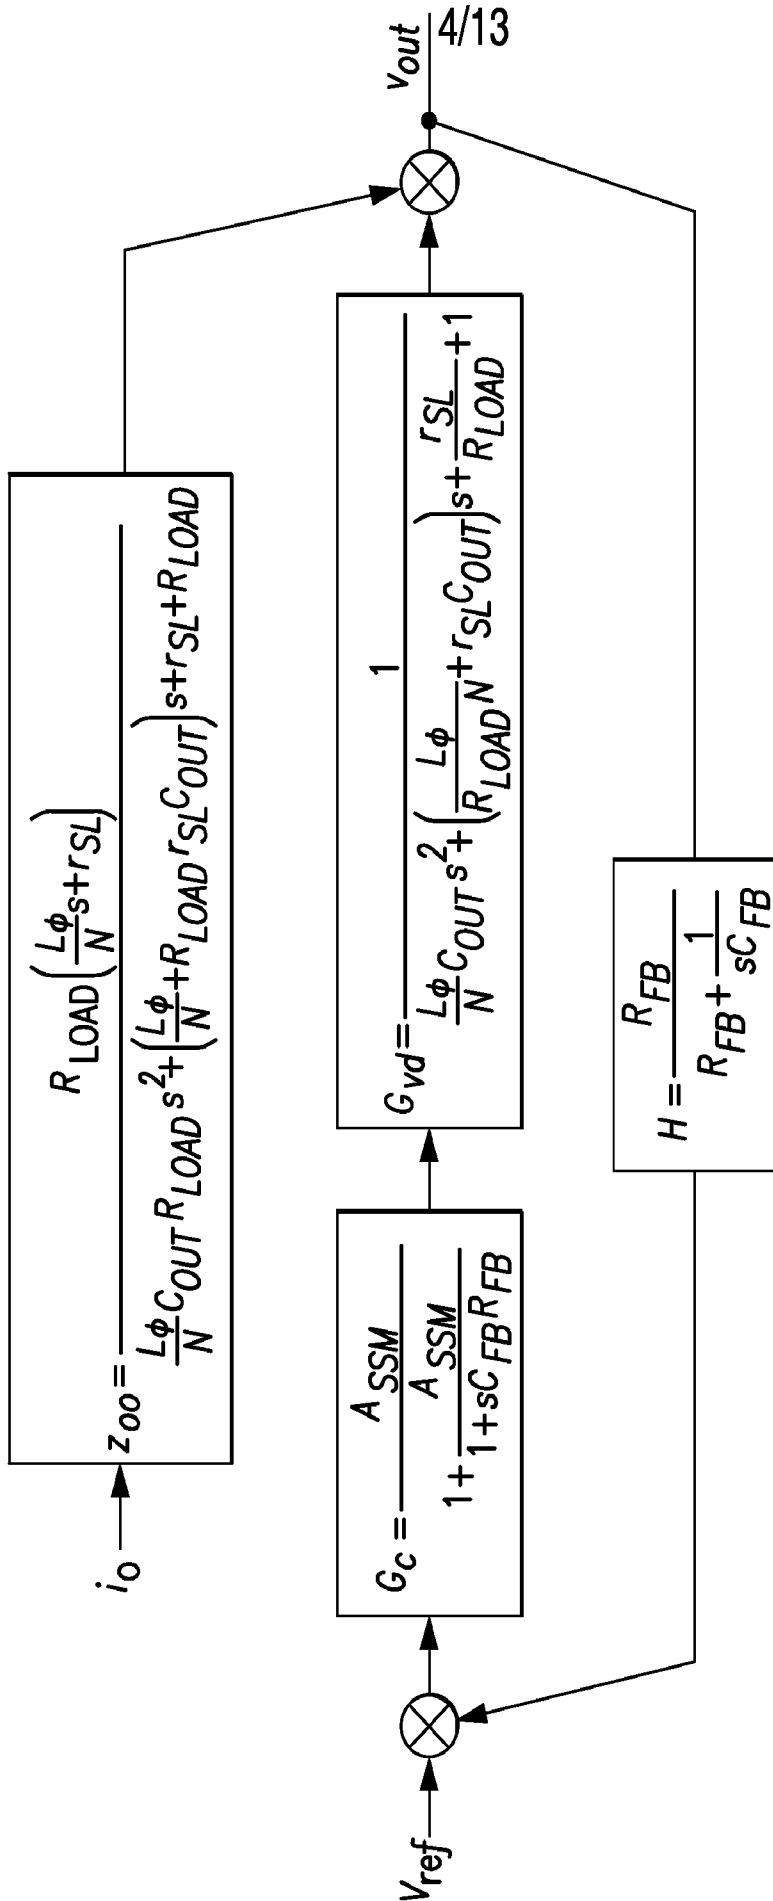 4/13
i_o
z_oo = R_LOAD(Lϕ/N s+r_SL) / (Lϕ/N C_OUT R_LOAD s²+(Lϕ/N+R_LOAD r_SL C_OUT)s+r_SL+R_LOAD)
v_ref
G_c = A_SSM / (1+ A_SSM/(1+sC_FB R_FB))
G_vd = 1 / (Lϕ/N C_OUT s²+(Lϕ/(R_LOAD N)+r_SL C_OUT)s+ r_SL/R_LOAD +1)
v_out
H = R_FB / (R_FB+ 1/(sC_FB))